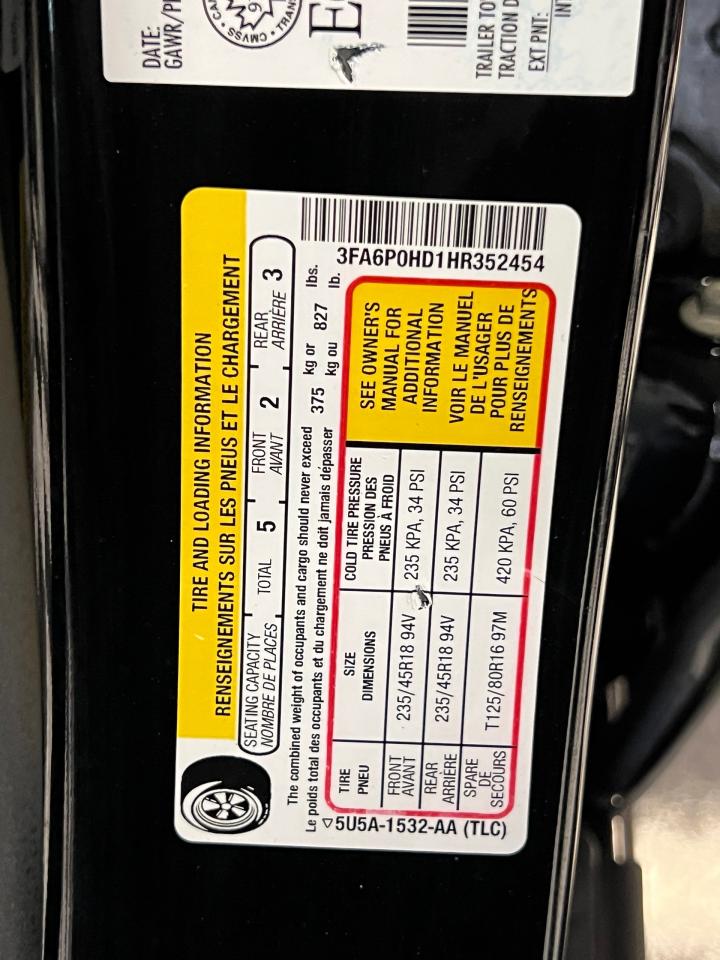 DATE:
GAWR/P
CMVSS
TRAN
TRAILER TO
TRACTION D
EXT PNT:
TIRE AND LOADING INFORMATION
RENSEIGNEMENTS SUR LES PNEUS ET LE CHARGEMENT
SEATING CAPACITY
NOMBRE DE PLACES
TOTAL 5
FRONT
AVANT
2
REAR
ARRIÈRE
3
The combined weight of occupants and cargo should never exceed 375 kg or 827 lbs.
Le poids total des occupants et du chargement ne doit jamais dépasser kg ou lb.
TIRE
PNEU
SIZE
DIMENSIONS
COLD TIRE PRESSURE
PRESSION DES
PNEUS À FROID
FRONT
AVANT
235/45R18 94V
235 KPA, 34 PSI
REAR
ARRIÈRE
235/45R18 94V
235 KPA, 34 PSI
SPARE
DE
SECOURS
T125/80R16 97M
420 KPA, 60 PSI
SEE OWNER'S
MANUAL FOR
ADDITIONAL
INFORMATION
VOIR LE MANUEL
DE L'USAGER
POUR PLUS DE
RENSEIGNEMENTS
5U5A-1532-AA (TLC)
3FA6P0HD1HR352454